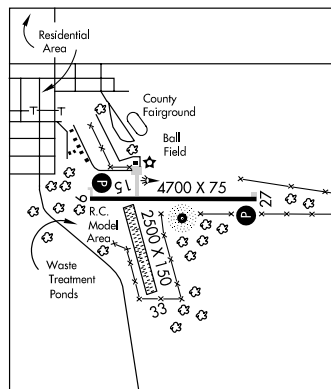 Residential
Area
T
T
County
Fairground
Ball
Field
P
15
4700 X 75
9
27
R.C.
Model
Area
2500 X 150
P
Waste
Treatment
Ponds
33